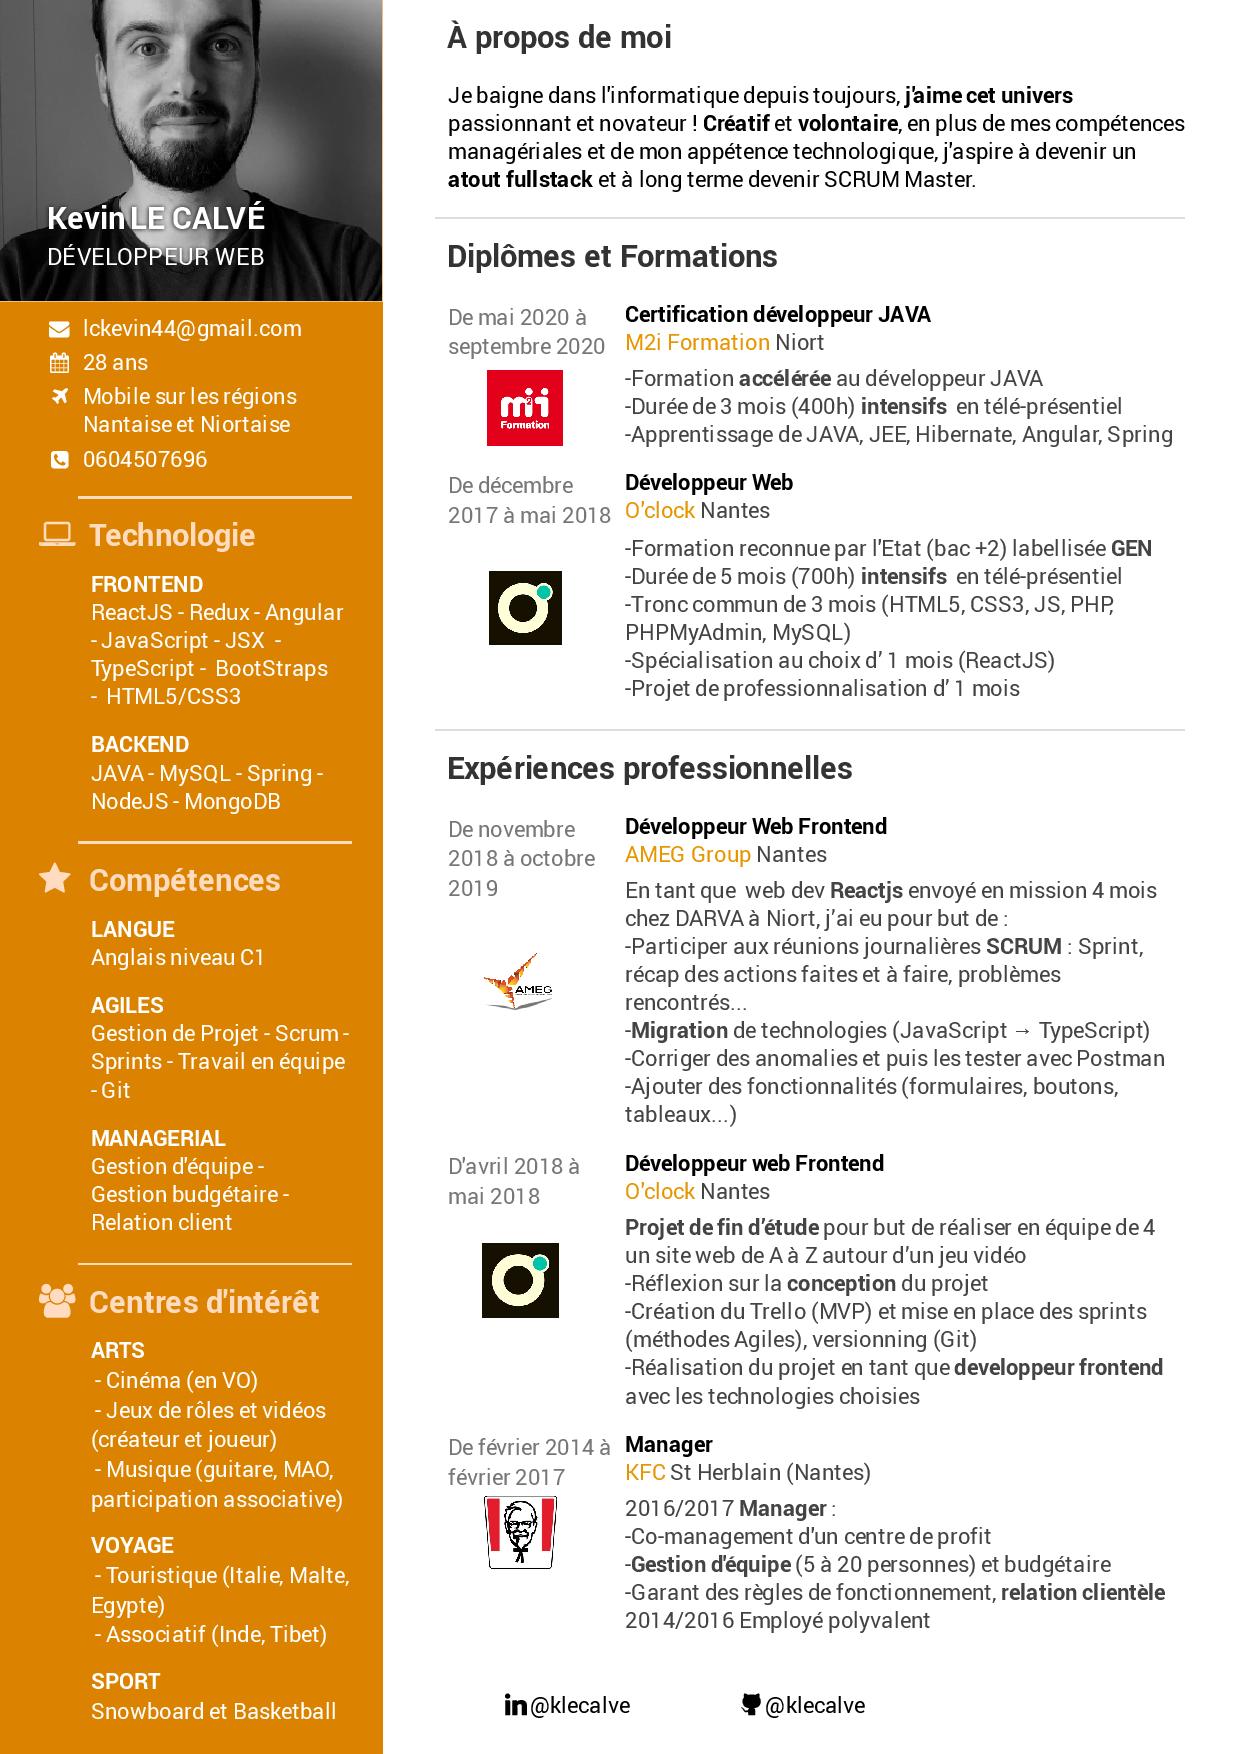 Kevin LE CALVÉ
DÉVELOPPEUR WEB
lckevin44@gmail.com
28 ans
Mobile sur les régions
Nantaise et Niortaise
0604507696
Technologie
FRONTEND
ReactJS - Redux - Angular
- JavaScript - JSX -
TypeScript - BootStraps
- HTML5/CSS3
BACKEND
JAVA - MySQL - Spring -
NodeJS - MongoDB
Compétences
LANGUE
Anglais niveau C1
AGILES
Gestion de Projet - Scrum -
Sprints - Travail en équipe
- Git
MANAGERIAL
Gestion d'équipe -
Gestion budgétaire -
Relation client
Centres d'intérêt
ARTS
- Cinéma (en VO)
- Jeux de rôles et vidéos
(créateur et joueur)
- Musique (guitare, MAO,
participation associative)
VOYAGE
- Touristique (Italie, Malte,
Egypte)
- Associatif (Inde, Tibet)
SPORT
Snowboard et Basketball
À propos de moi
Je baigne dans l'informatique depuis toujours, j'aime cet univers
passionnant et novateur ! Créatif et volontaire, en plus de mes compétences
managériales et de mon appétence technologique, j'aspire à devenir un
atout fullstack et à long terme devenir SCRUM Master.
Diplômes et Formations
De mai 2020 à
septembre 2020
m2i
Formation
Certification développeur JAVA
M2i Formation Niort
-Formation accélérée au développeur JAVA
-Durée de 3 mois (400h) intensifs en télé-présentiel
-Apprentissage de JAVA, JEE, Hibernate, Angular, Spring
De décembre
2017 à mai 2018
Développeur Web
O'clock Nantes
-Formation reconnue par l'Etat (bac +2) labellisée GEN
-Durée de 5 mois (700h) intensifs en télé-présentiel
-Tronc commun de 3 mois (HTML5, CSS3, JS, PHP,
PHPMyAdmin, MySQL)
-Spécialisation au choix d’ 1 mois (ReactJS)
-Projet de professionnalisation d’ 1 mois
Expériences professionnelles
De novembre
2018 à octobre
2019
AMEG
Développeur Web Frontend
AMEG Group Nantes
En tant que web dev Reactjs envoyé en mission 4 mois
chez DARVA à Niort, j’ai eu pour but de :
-Participer aux réunions journalières SCRUM : Sprint,
récap des actions faites et à faire, problèmes
rencontrés...
-Migration de technologies (JavaScript → TypeScript)
-Corriger des anomalies et puis les tester avec Postman
-Ajouter des fonctionnalités (formulaires, boutons,
tableaux...)
D'avril 2018 à
mai 2018
Développeur web Frontend
O'clock Nantes
Projet de fin d’étude pour but de réaliser en équipe de 4
un site web de A à Z autour d’un jeu vidéo
-Réflexion sur la conception du projet
-Création du Trello (MVP) et mise en place des sprints
(méthodes Agiles), versionning (Git)
-Réalisation du projet en tant que developpeur frontend
avec les technologies choisies
De février 2014 à
février 2017
Manager
KFC St Herblain (Nantes)
2016/2017 Manager :
-Co-management d'un centre de profit
-Gestion d'équipe (5 à 20 personnes) et budgétaire
-Garant des règles de fonctionnement, relation clientèle
2014/2016 Employé polyvalent
in @klecalve
@klecalve